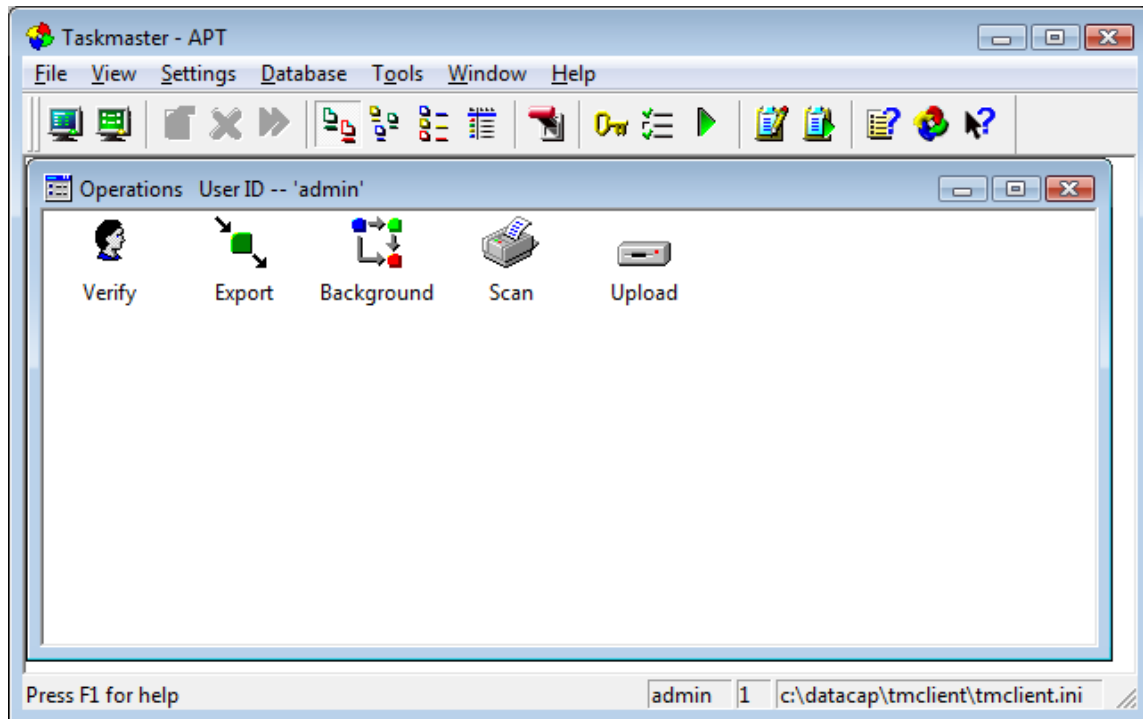 Taskmaster - APT
File View Settings Database Tools Window Help
Operations User ID -- 'admin'
Verify Export Background Scan Upload
Press F1 for help admin 1 c:\datacap\tmclient\tmclient.ini